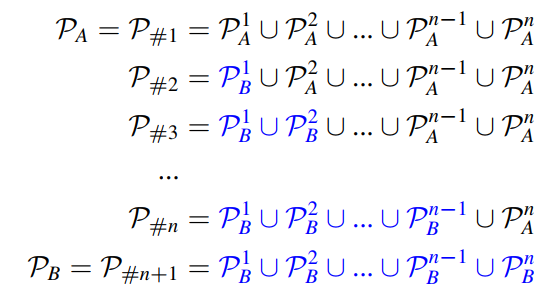 𝒫_A = 𝒫_{#1} = 𝒫_A^1 ∪ 𝒫_A^2 ∪ ... ∪ 𝒫_A^{n−1} ∪ 𝒫_A^n
𝒫_{#2} = 𝒫_B^1 ∪ 𝒫_A^2 ∪ ... ∪ 𝒫_A^{n−1} ∪ 𝒫_A^n
𝒫_{#3} = 𝒫_B^1 ∪ 𝒫_B^2 ∪ ... ∪ 𝒫_A^{n−1} ∪ 𝒫_A^n
...
𝒫_{#n} = 𝒫_B^1 ∪ 𝒫_B^2 ∪ ... ∪ 𝒫_B^{n−1} ∪ 𝒫_A^n
𝒫_B = 𝒫_{#n+1} = 𝒫_B^1 ∪ 𝒫_B^2 ∪ ... ∪ 𝒫_B^{n−1} ∪ 𝒫_B^n